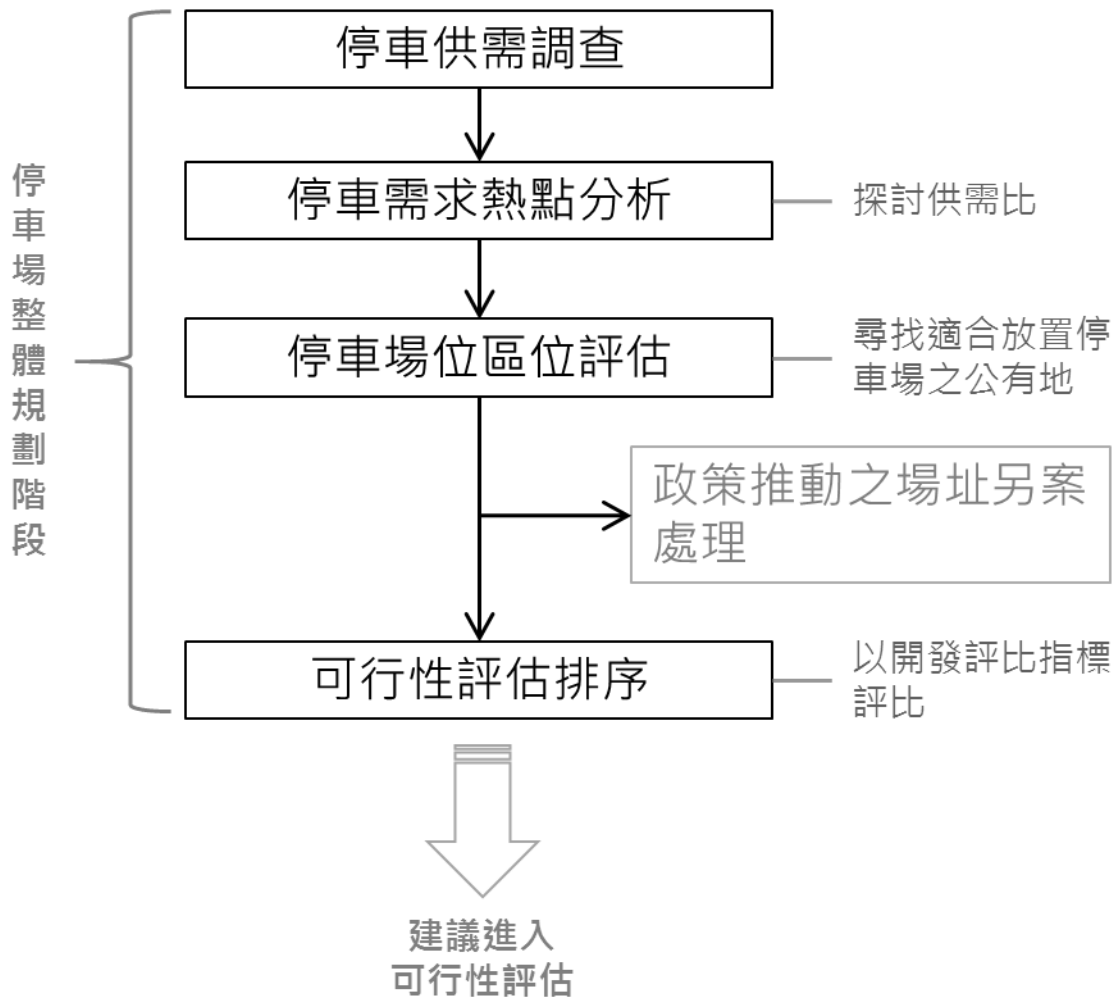 停車供需調查
停車需求熱點分析
探討供需比
停車場位區位評估
尋找適合放置停
車場之公有地
政策推動之場址另案
處理
可行性評估排序
以開發評比指標
評比
停車場整體規劃階段
建議進入
可行性評估